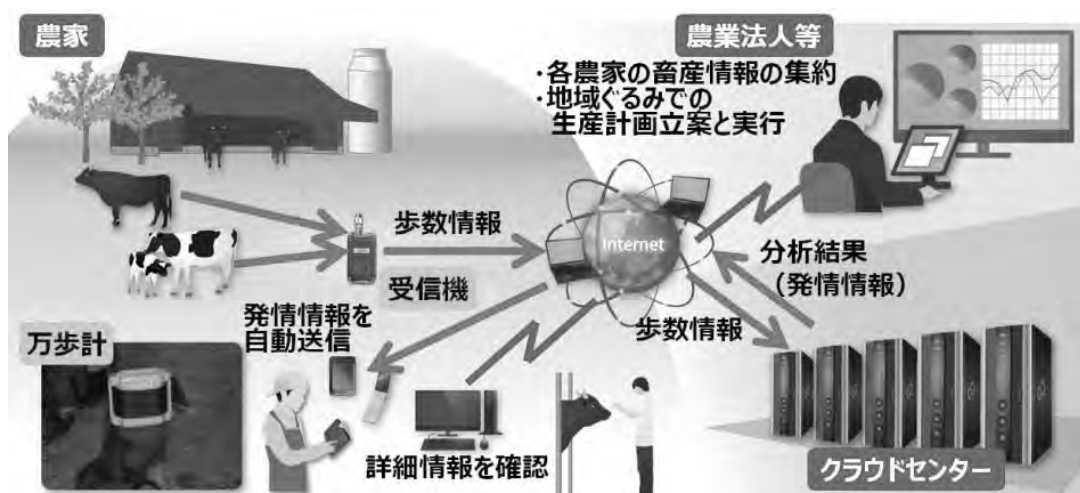 農家
農業法人等
・各農家の畜産情報の集約
・地域ぐるみでの
生産計画立案と実行
歩数情報
受信機
Internet
分析結果
（発情情報）
歩数情報
発情情報を
自動送信
万歩計
詳細情報を確認
クラウドセンター